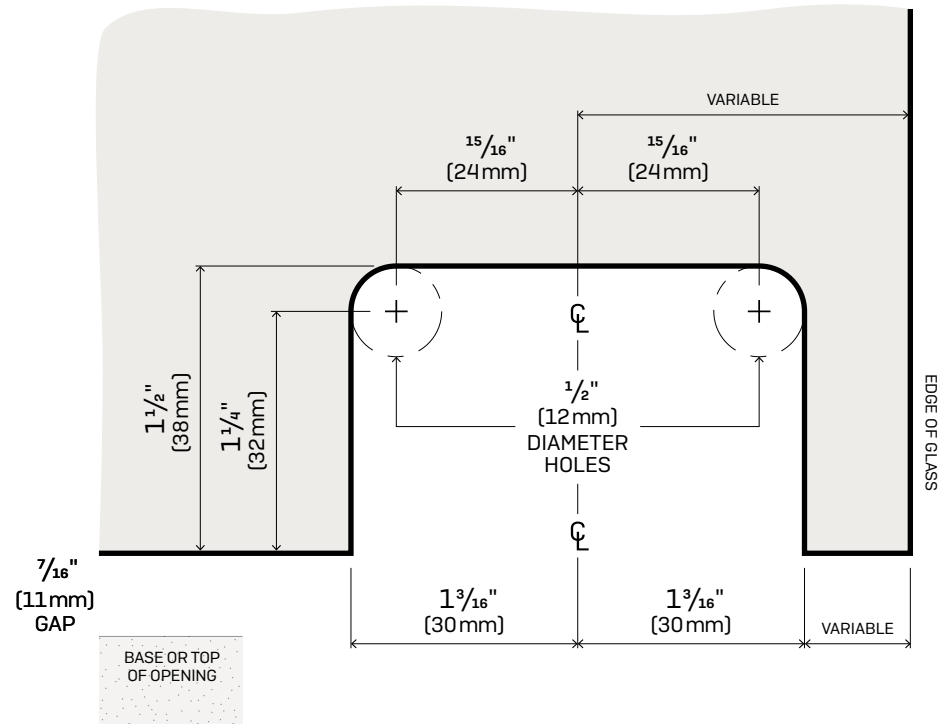 VARIABLE
15/16"
(24mm)
15/16"
(24mm)
℄
1 1/2"
(38mm)
1 1/4"
(32mm)
1/2"
(12mm)
DIAMETER
HOLES
EDGE OF GLASS
℄
7/16"
(11mm)
GAP
1 3/16"
(30mm)
1 3/16"
(30mm)
VARIABLE
BASE OR TOP
OF OPENING